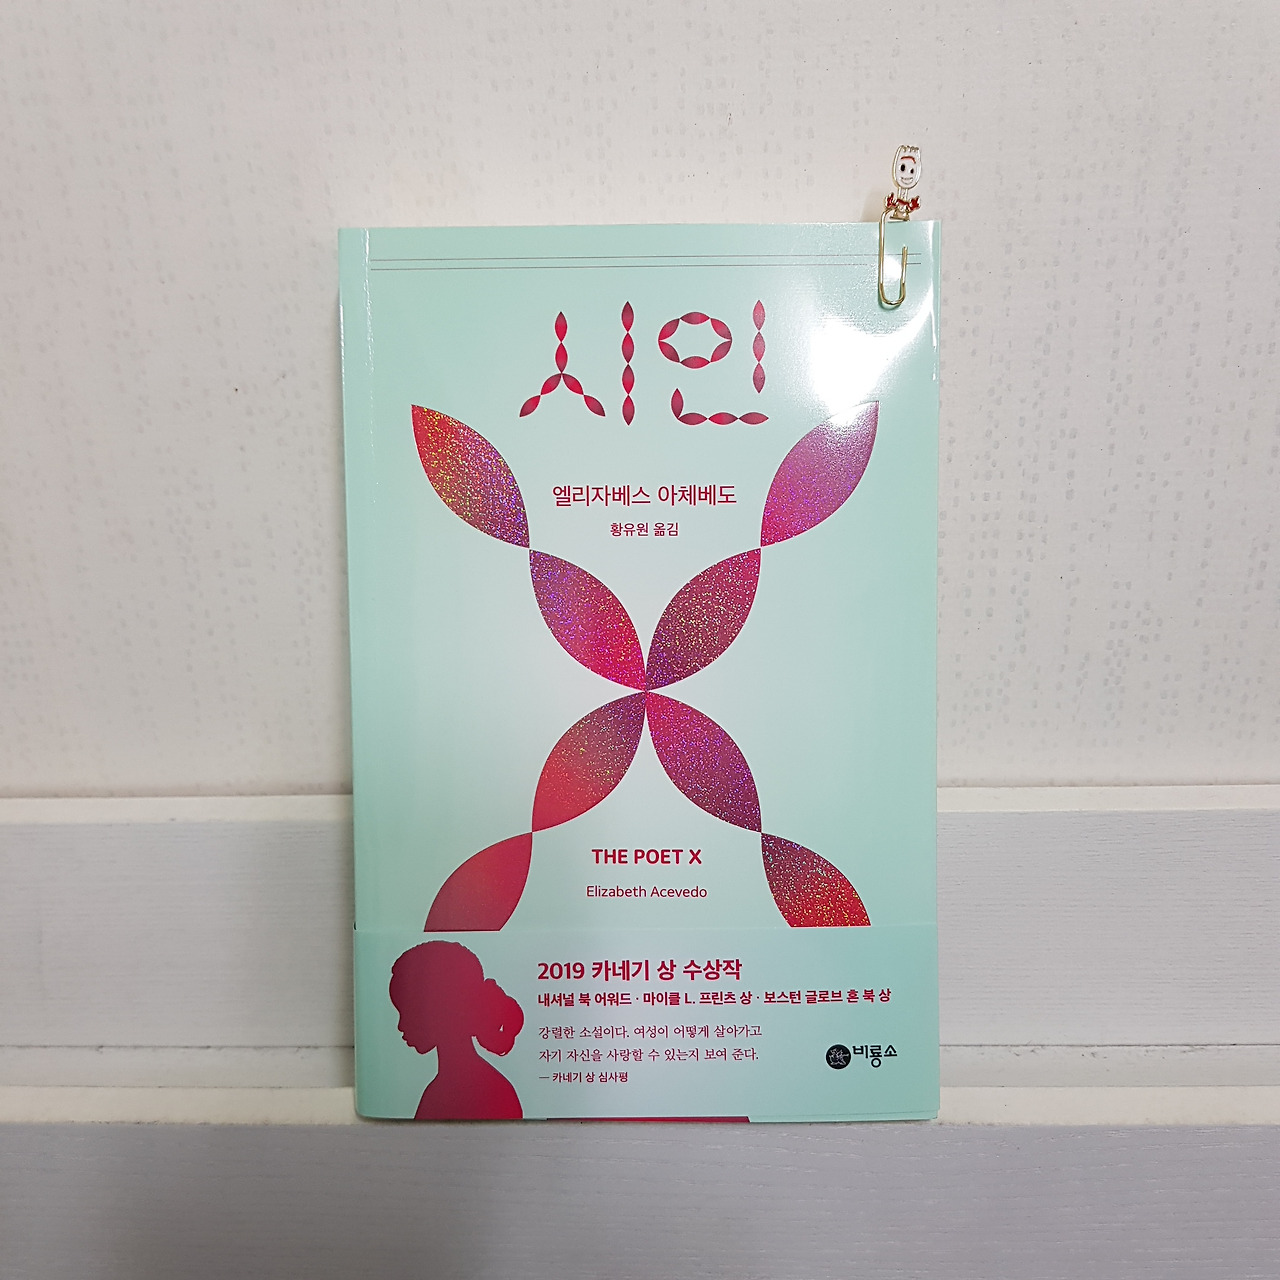 시인
엘리자베스 아체베도
황유원 옮김
THE POET X
Elizabeth Acevedo
2019 카네기 상 수상작
내셔널 북 어워드 · 마이클 L. 프린츠 상 · 보스턴 글로브 혼 북 상
강렬한 소설이다. 여성이 어떻게 살아가고
자기 자신을 사랑할 수 있는지 보여 준다.
— 카네기 상 심사평
비룡소